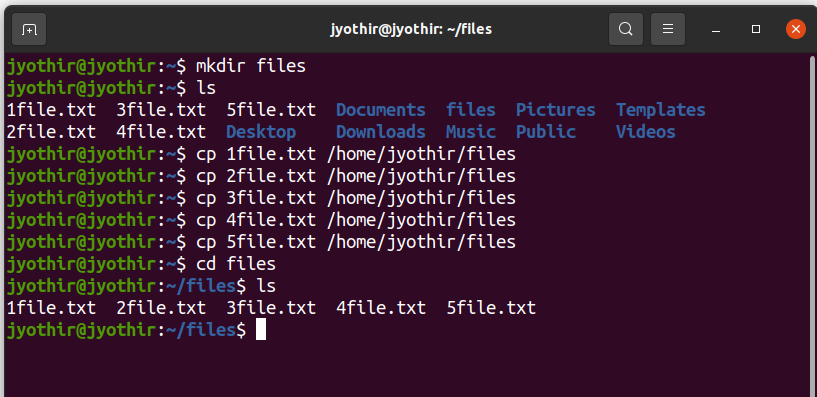 jyothir@jyothir: ~/files
jyothir@jyothir:~$ mkdir files
jyothir@jyothir:~$ ls
1file.txt  3file.txt  5file.txt  Documents  files  Pictures  Templates
2file.txt  4file.txt  Desktop    Downloads  Music  Public    Videos
jyothir@jyothir:~$ cp 1file.txt /home/jyothir/files
jyothir@jyothir:~$ cp 2file.txt /home/jyothir/files
jyothir@jyothir:~$ cp 3file.txt /home/jyothir/files
jyothir@jyothir:~$ cp 4file.txt /home/jyothir/files
jyothir@jyothir:~$ cp 5file.txt /home/jyothir/files
jyothir@jyothir:~$ cd files
jyothir@jyothir:~/files$ ls
1file.txt  2file.txt  3file.txt  4file.txt  5file.txt
jyothir@jyothir:~/files$